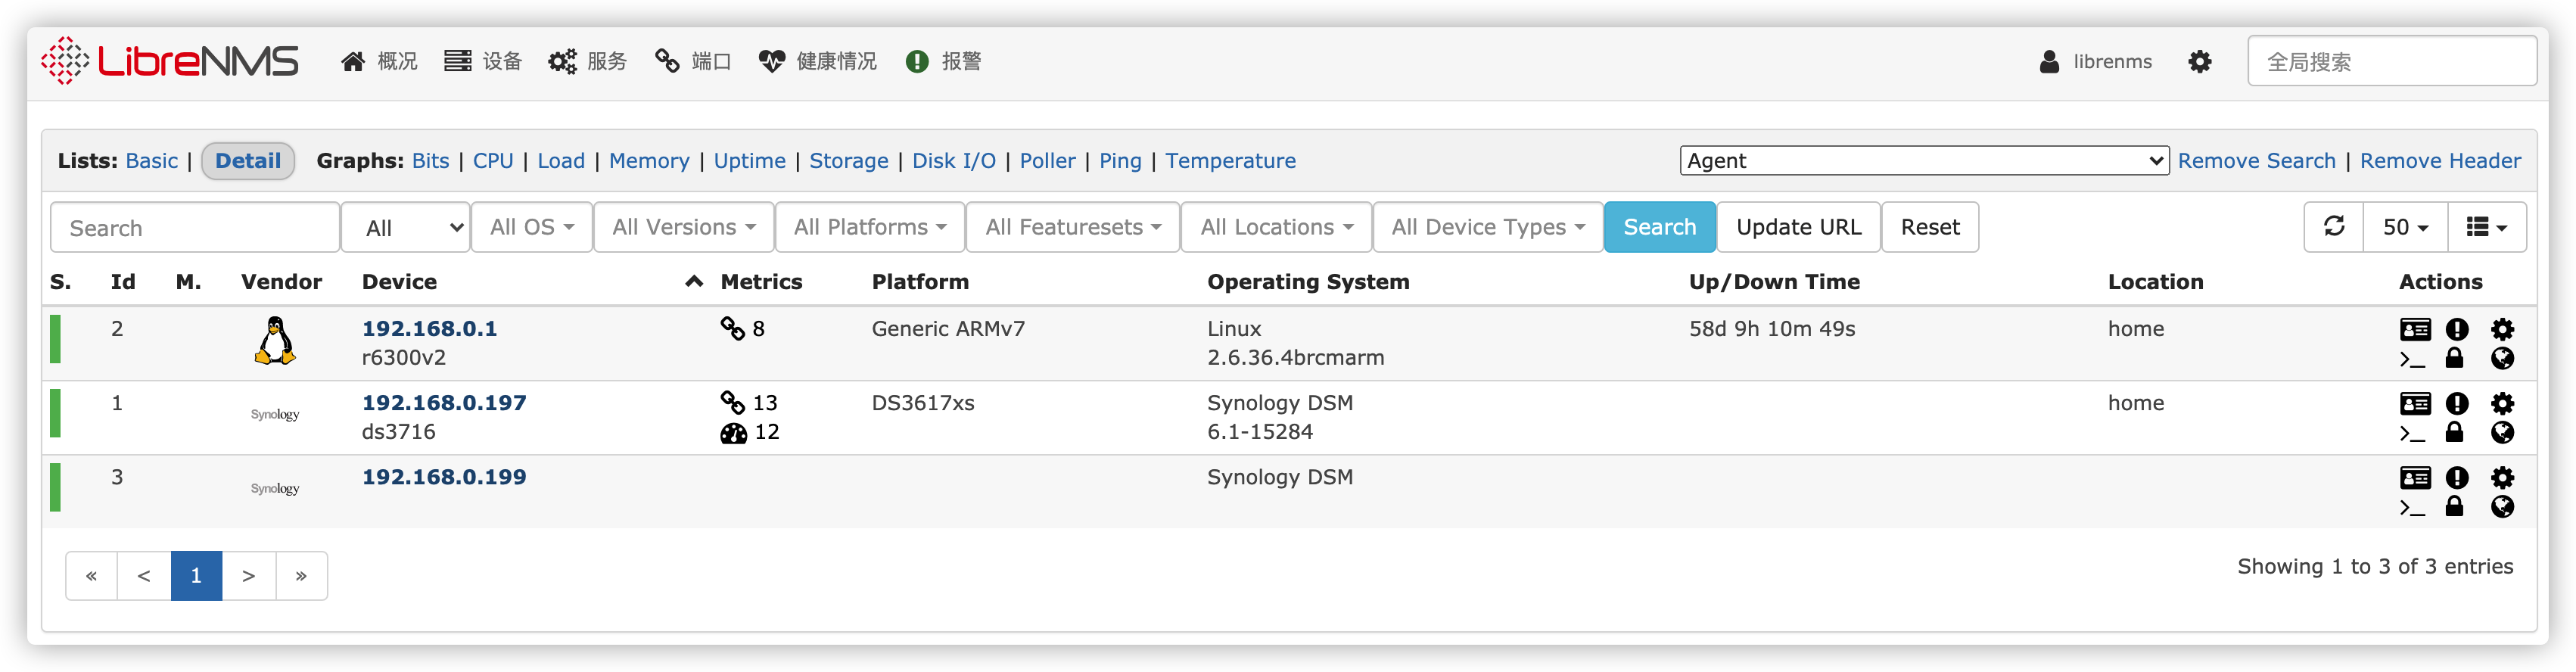 LibreNMS 概况 设备 服务 端口 健康情况 报警 librenms 全局搜索
Lists: Basic | Detail Graphs: Bits | CPU | Load | Memory | Uptime | Storage | Disk I/O | Poller | Ping | Temperature Agent Remove Search | Remove Header
Search All All OS All Versions All Platforms All Featuresets All Locations All Device Types Search Update URL Reset 50
S. Id M. Vendor Device Metrics Platform Operating System Up/Down Time Location Actions
2 192.168.0.1 8 Generic ARMv7 Linux 58d 9h 10m 49s home
r6300v2 2.6.36.4brcmarm
1 Synology 192.168.0.197 13 DS3617xs Synology DSM home
ds3716 12 6.1-15284
3 Synology 192.168.0.199 Synology DSM
« < 1 > » Showing 1 to 3 of 3 entries